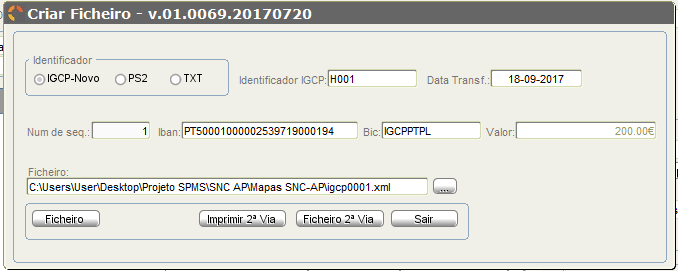 Criar Ficheiro - v.01.0069.20170720
Identificador
IGCP-Novo PS2 TXT Identificador IGCP: H001 Data Transf.: 18-09-2017
Num de seq.: 1 Iban: PT50001000002539719000194 Bic: IGCPPTPL Valor: 200.00€
Ficheiro:
C:\Users\User\Desktop\Projeto SPMS\SNC AP\Mapas SNC-AP\igcp0001.xml ...
Ficheiro Imprimir 2ª Via Ficheiro 2ª Via Sair